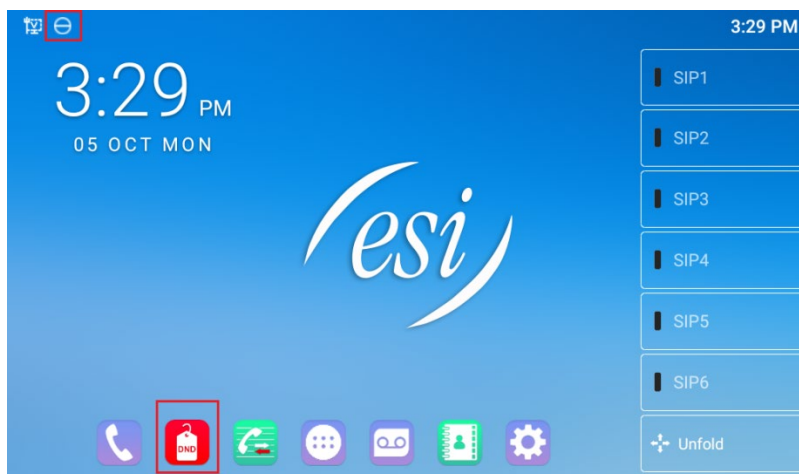 3:29 PM
3:29 PM
05 OCT MON
SIP1
SIP2
SIP3
esi
SIP4
SIP5
SIP6
DND
Unfold